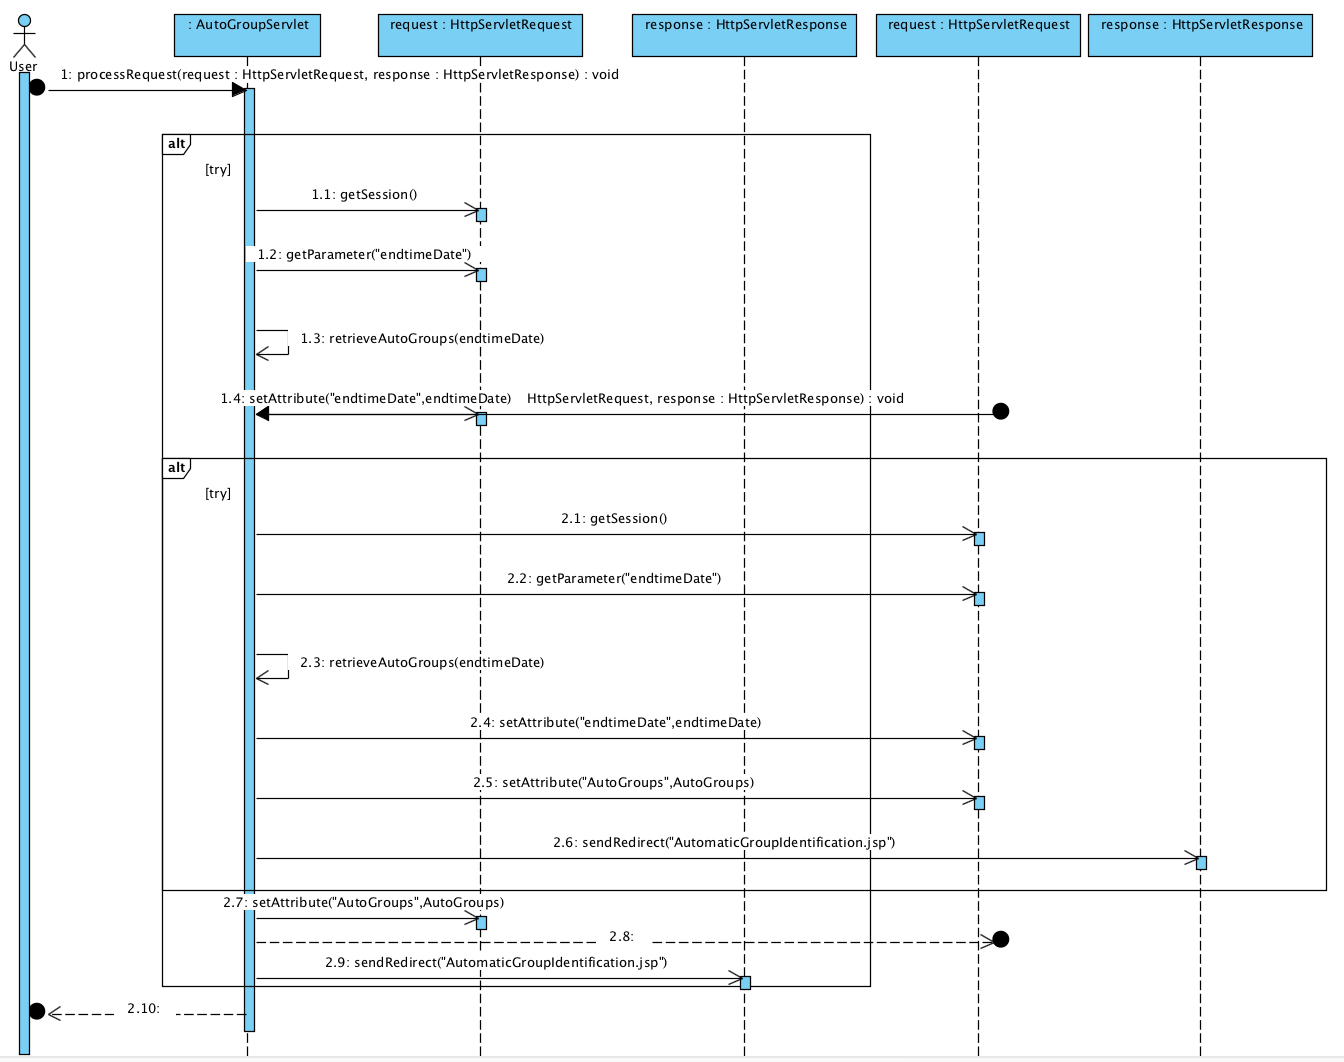 : AutoGroupServlet
request : HttpServletRequest
response : HttpServletResponse
request : HttpServletRequest
response : HttpServletResponse
User
1: processRequest(request : HttpServletRequest, response : HttpServletResponse) : void
alt
[try]
1.1: getSession()
1.2: getParameter("endtimeDate")
1.3: retrieveAutoGroups(endtimeDate)
1.4: setAttribute("endtimeDate",endtimeDate)
HttpServletRequest, response : HttpServletResponse) : void
alt
[try]
2.1: getSession()
2.2: getParameter("endtimeDate")
2.3: retrieveAutoGroups(endtimeDate)
2.4: setAttribute("endtimeDate",endtimeDate)
2.5: setAttribute("AutoGroups",AutoGroups)
2.6: sendRedirect("AutomaticGroupIdentification.jsp")
2.7: setAttribute("AutoGroups",AutoGroups)
2.8:
2.9: sendRedirect("AutomaticGroupIdentification.jsp")
2.10: